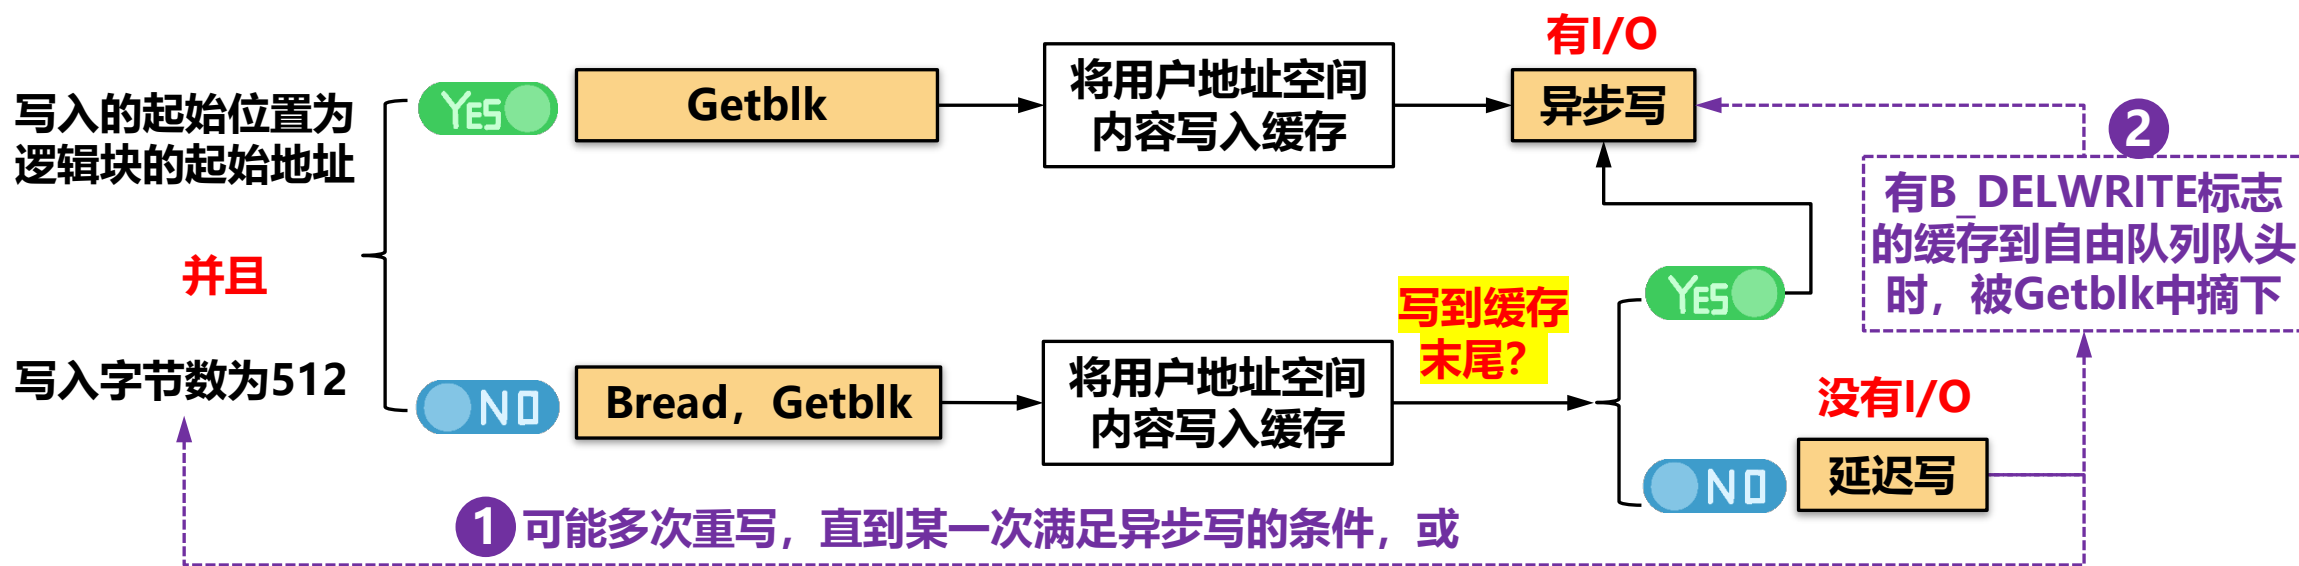 写入的起始位置为
逻辑块的起始地址
并且
写入字节数为512
YES
Getblk
将用户地址空间
内容写入缓存
有I/O
异步写
NO
Bread，Getblk
将用户地址空间
内容写入缓存
写到缓存
末尾？
YES
NO
没有I/O
延迟写
2
有B_DELWRITE标志
的缓存到自由队列队头
时，被Getblk中摘下
1 可能多次重写，直到某一次满足异步写的条件，或